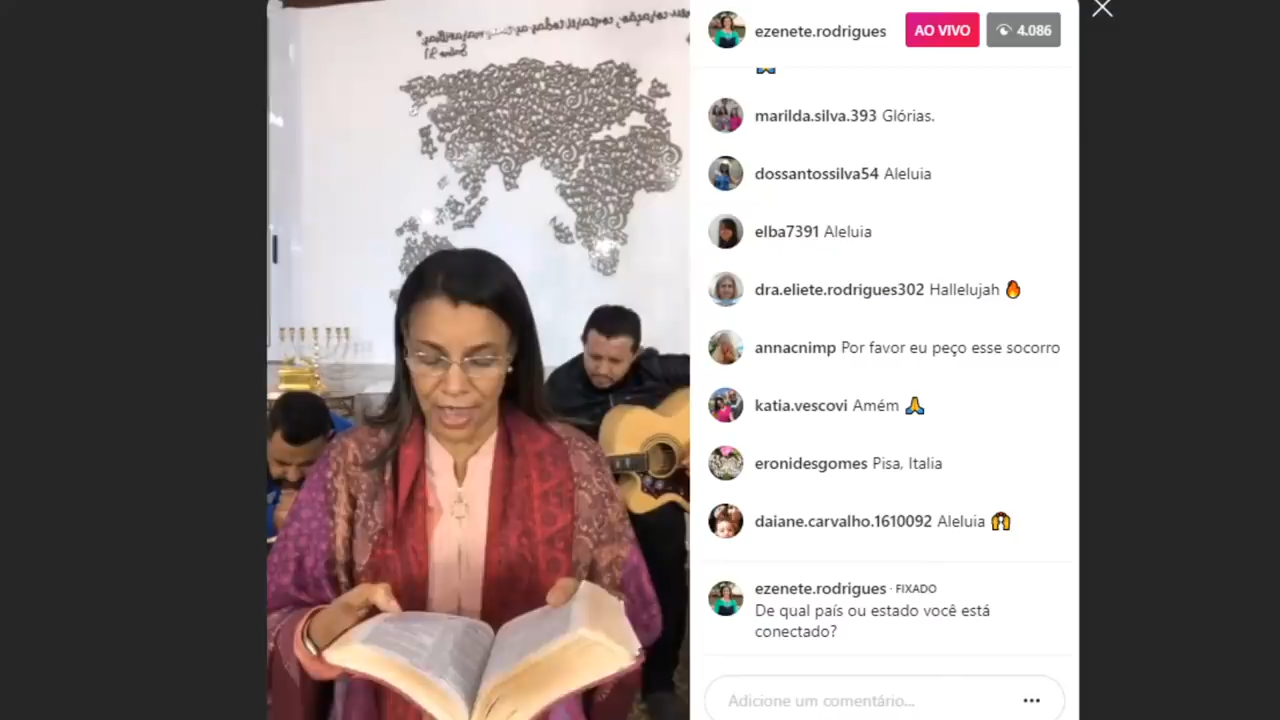 ezenete.rodrigues
AO VIVO
4.086
marilda.silva.393 Glórias.
dossantossilva54 Aleluia
elba7391 Aleluia
dra.eliete.rodrigues302 Hallelujah 🔥
annacnimp Por favor eu peço esse socorro
katia.vescovi Amém 🙏
eronidesgomes Pisa, Italia
daiane.carvalho.1610092 Aleluia 🙌
ezenete.rodrigues · FIXADO
De qual país ou estado você está
conectado?
Adicione um comentário...